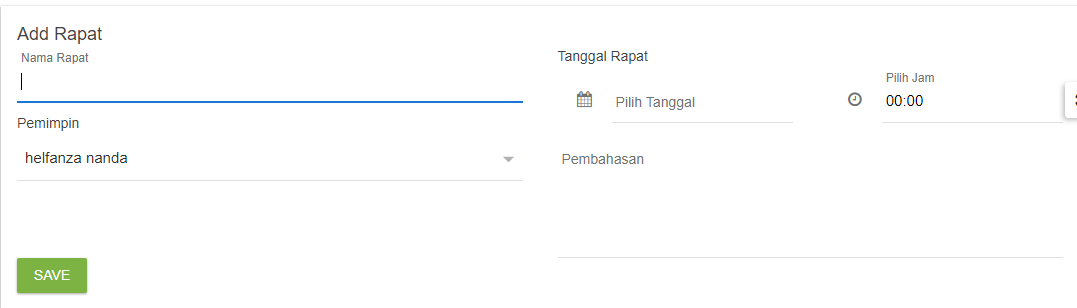 Add Rapat
Nama Rapat
Pemimpin
helfanza nanda
SAVE
Tanggal Rapat
Pilih Tanggal
Pilih Jam
00:00
Pembahasan